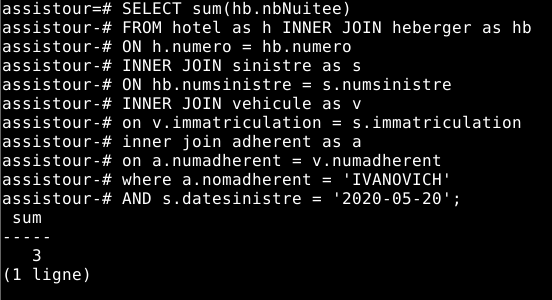 assistour=# SELECT sum(hb.nbNuitee)
assistour-# FROM hotel as h INNER JOIN heberger as hb
assistour-# ON h.numero = hb.numero
assistour-# INNER JOIN sinistre as s
assistour-# ON hb.numsinistre = s.numsinistre
assistour-# INNER JOIN vehicule as v
assistour-# on v.immatriculation = s.immatriculation
assistour-# inner join adherent as a
assistour-# on a.numadherent = v.numadherent
assistour-# where a.nomadherent = 'IVANOVICH'
assistour-# AND s.datesinistre = '2020-05-20';
 sum
-----
   3
(1 ligne)